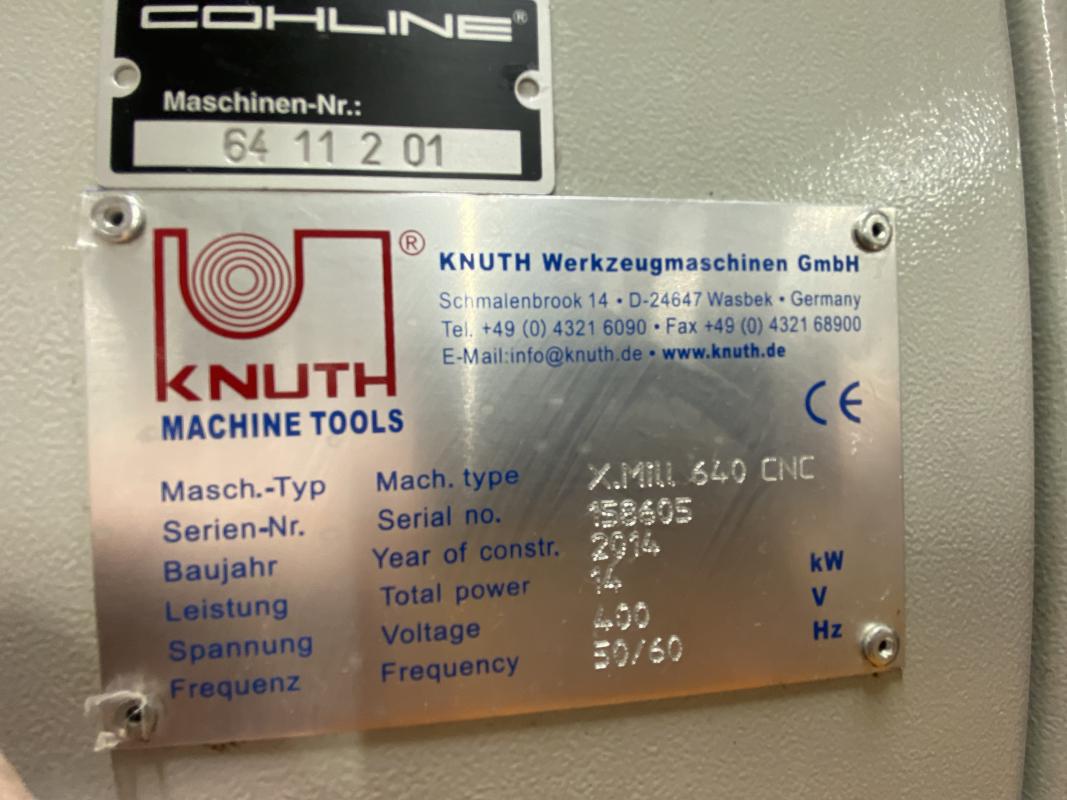 COHLINE®
Maschinen-Nr.:
64 11 2 01
KNUTH ®
MACHINE TOOLS
KNUTH Werkzeugmaschinen GmbH
Schmalenbrook 14 • D-24647 Wasbek • Germany
Tel. +49 (0) 4321 6090 • Fax +49 (0) 4321 68900
E-Mail:info@knuth.de • www.knuth.de
CE
Masch.-Typ Mach. type X.Mill 640 CNC
Serien-Nr. Serial no. 158605
Baujahr Year of constr. 2014
Leistung Total power 14 kW
Spannung Voltage 400 V
Frequenz Frequency 50/60 Hz